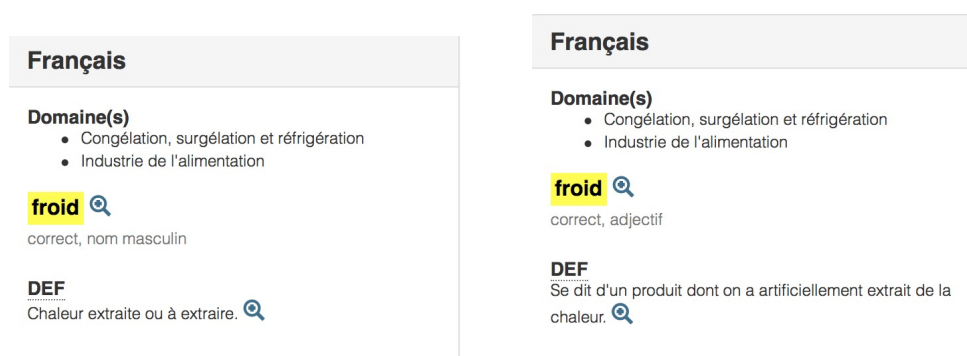 Français
Domaine(s)
• Congélation, surgélation et réfrigération
• Industrie de l'alimentation
froid
correct, nom masculin
DEF
Chaleur extraite ou à extraire.
Français
Domaine(s)
• Congélation, surgélation et réfrigération
• Industrie de l'alimentation
froid
correct, adjectif
DEF
Se dit d'un produit dont on a artificiellement extrait de la
chaleur.